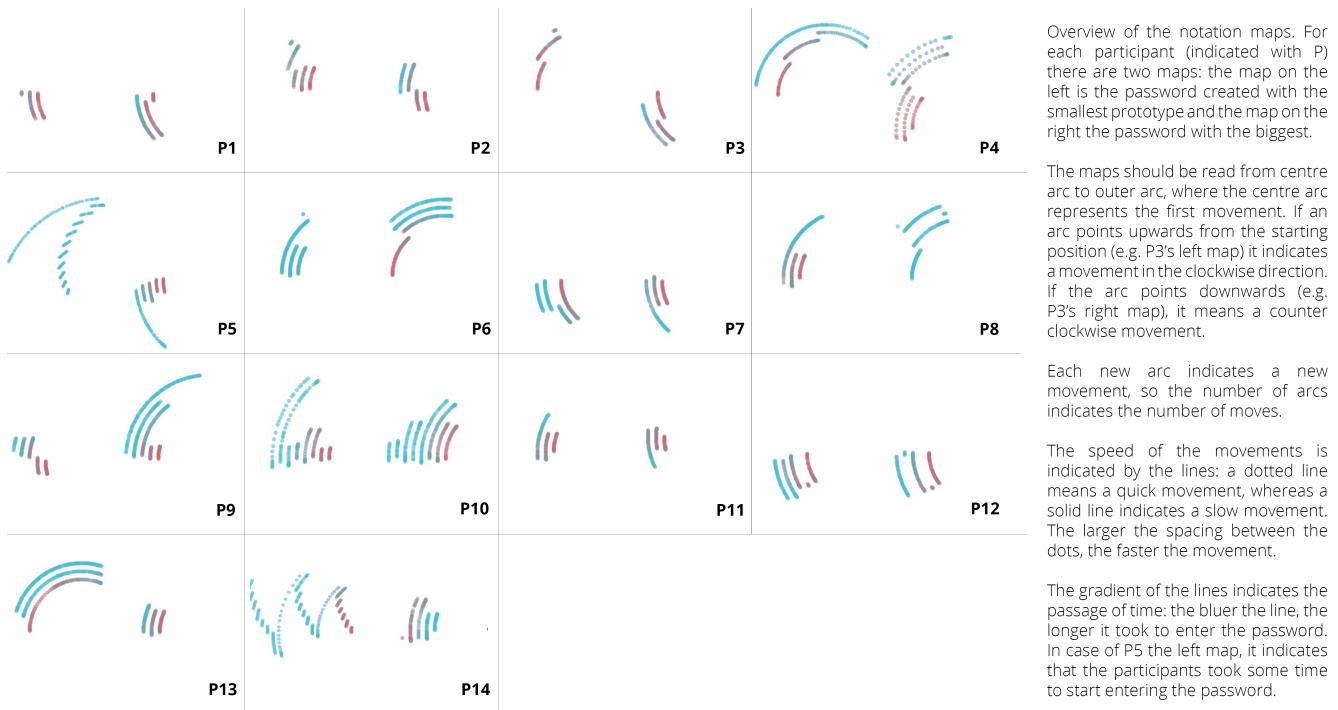 P1
P2
P3
P4
P5
P6
P7
P8
P9
P10
P11
P12
P13
P14
Overview of the notation maps. For
each participant (indicated with P)
there are two maps: the map on the
left is the password created with the
smallest prototype and the map on the
right the password with the biggest.
The maps should be read from centre
arc to outer arc, where the centre arc
represents the first movement. If an
arc points upwards from the starting
position (e.g. P3's left map) it indicates
a movement in the clockwise direction.
If the arc points downwards (e.g.
P3's right map), it means a counter
clockwise movement.
Each new arc indicates a new
movement, so the number of arcs
indicates the number of moves.
The speed of the movements is
indicated by the lines: a dotted line
means a quick movement, whereas a
solid line indicates a slow movement.
The larger the spacing between the
dots, the faster the movement.
The gradient of the lines indicates the
passage of time: the bluer the line, the
longer it took to enter the password.
In case of P5 the left map, it indicates
that the participants took some time
to start entering the password.